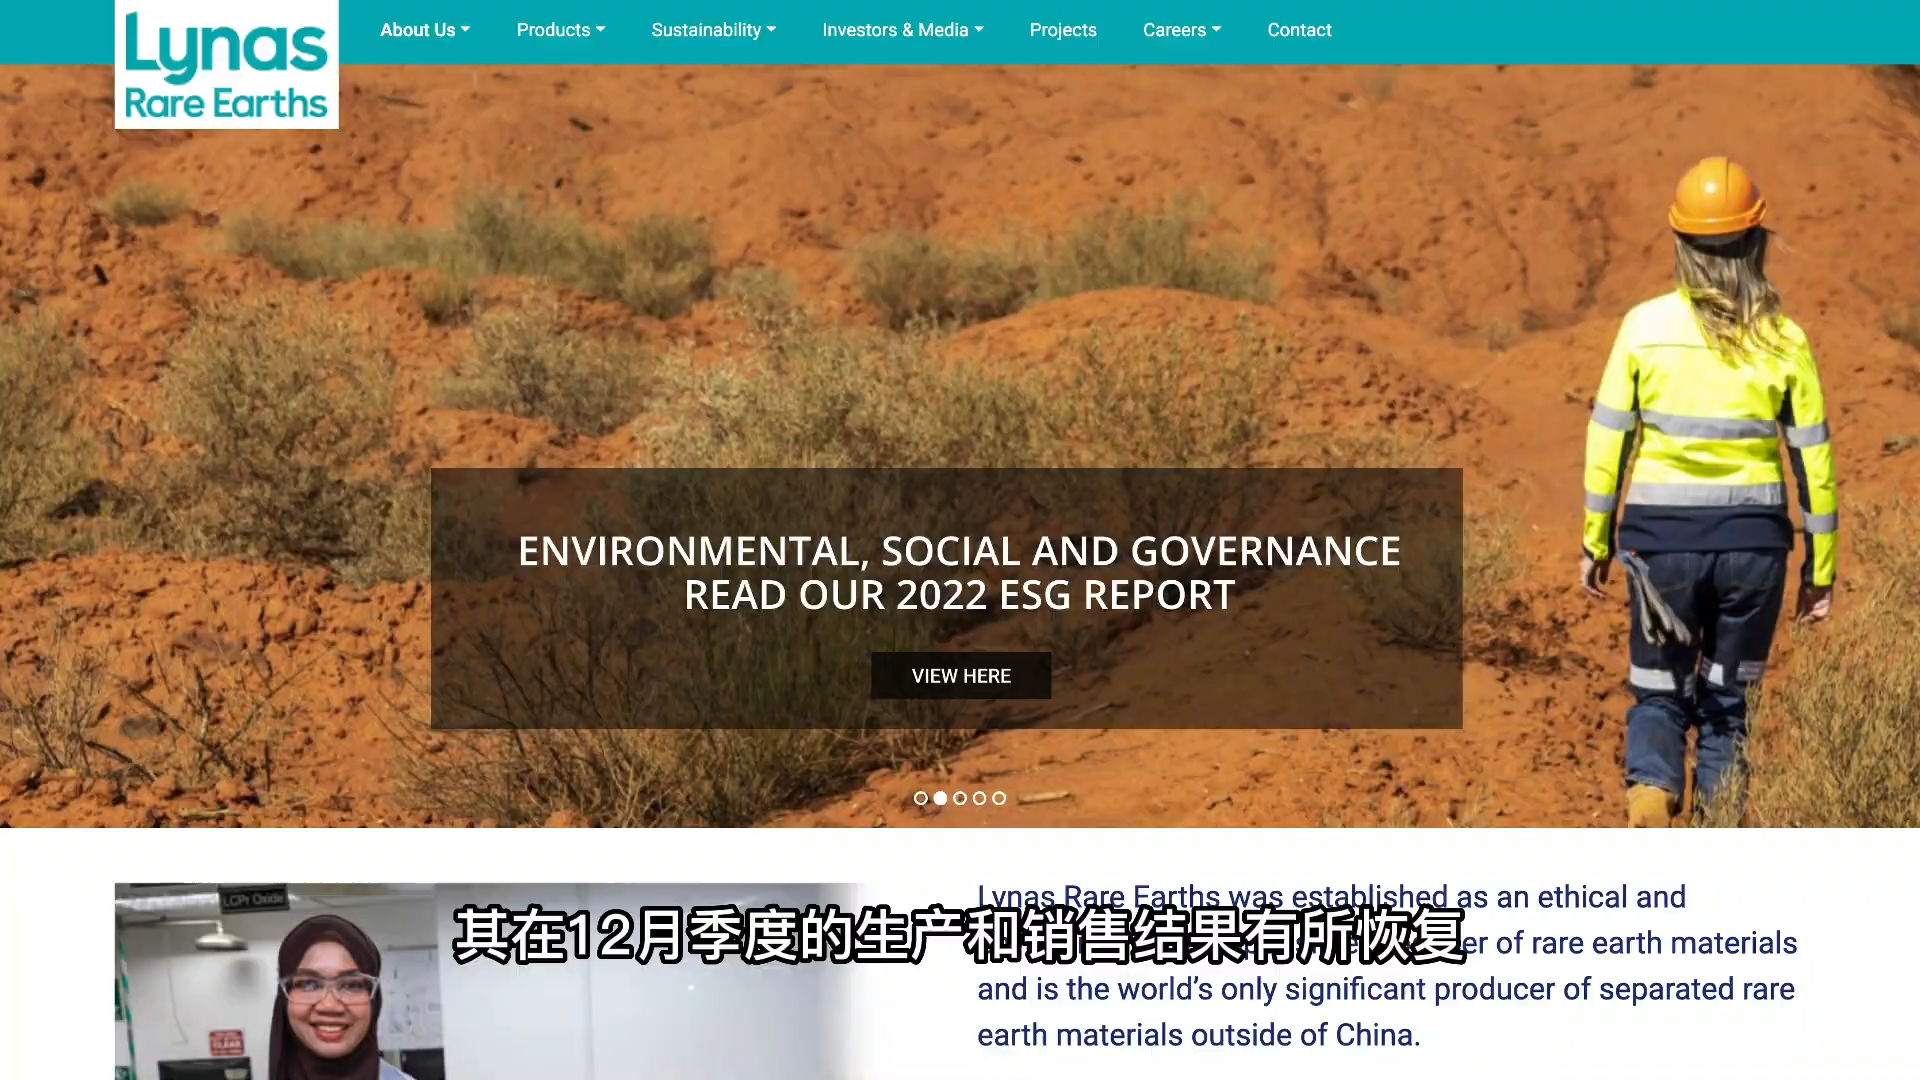 Lynas
Rare Earths
About Us
Products
Sustainability
Investors & Media
Projects
Careers
Contact
ENVIRONMENTAL, SOCIAL AND GOVERNANCE
READ OUR 2022 ESG REPORT
VIEW HERE
LCPr Oxide
Lynas Rare Earths was established as an ethical and
er of rare earth materials
and is the world’s only significant producer of separated rare
earth materials outside of China.
其在12月季度的生产和销售结果有所恢复